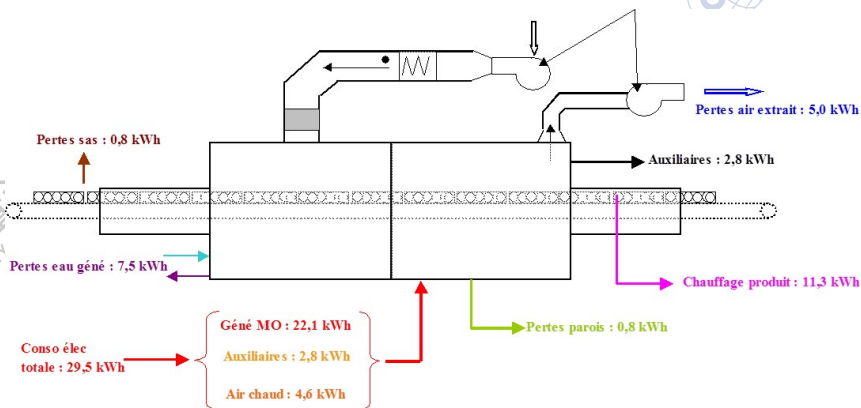 Pertes air extrait : 5,0 kWh
Pertes sas : 0,8 kWh
Auxiliaires : 2,8 kWh
Pertes eau géné : 7,5 kWh
Chauffage produit : 11,3 kWh
Géné MO : 22,1 kWh
Pertes parois : 0,8 kWh
Conso élec
totale : 29,5 kWh
Auxiliaires : 2,8 kWh
Air chaud : 4,6 kWh